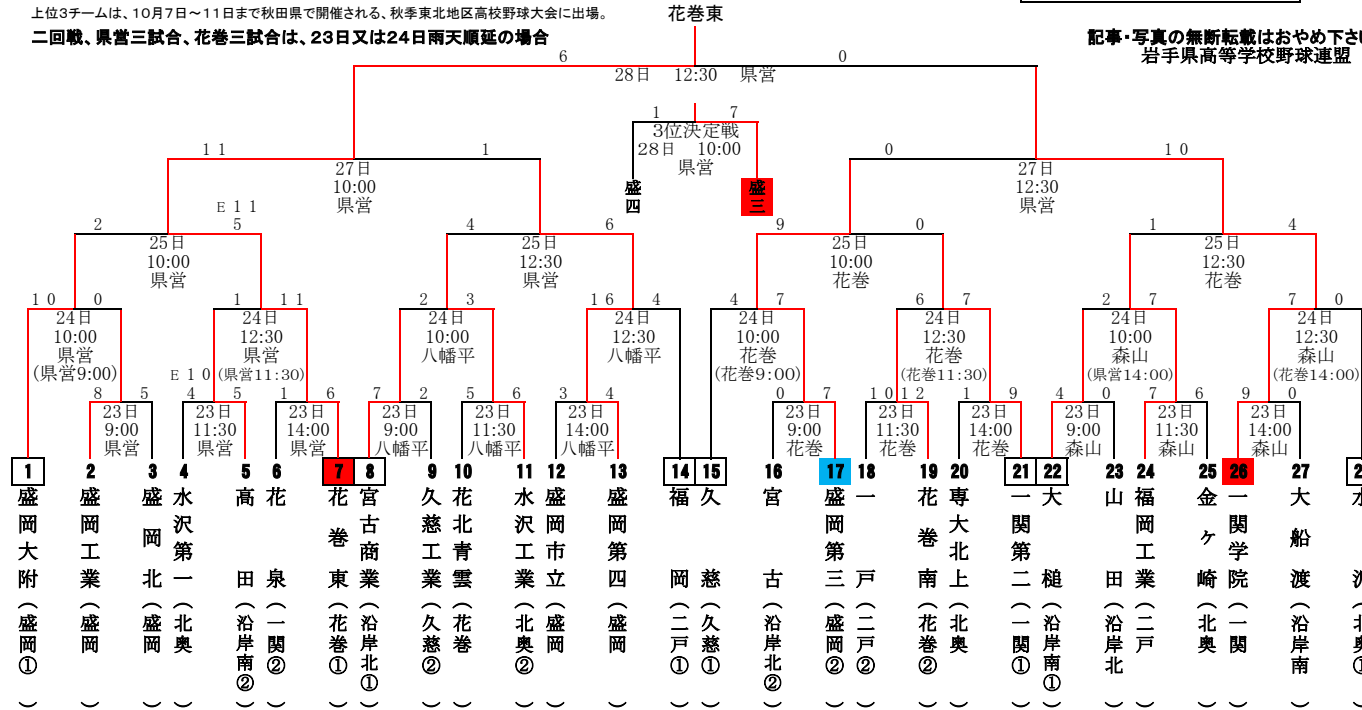 上位3チームは、10月7日～11日まで秋田県で開催される、秋季東北地区高校野球大会に出場。
花巻東
二回戦、県営三試合、花巻三試合は、23日又は24日雨天順延の場合
記事・写真の無断転載はおやめ下さい
岩手県高等学校野球連盟
6 0
28日 12:30 県営
1 7
3位決定戦
28日 10:00
県営
盛四 盛三
11 1 0 10
27日 27日
10:00 12:30
県営 県営
E 11
2 5 4 6 9 0 1 4
25日 25日 25日 25日
10:00 12:30 10:00 12:30
県営 県営 花巻 花巻
10 0 1 11 2 3 16 4 4 7 6 7 2 7 7 0
24日 24日 24日 24日 24日 24日 24日 24日
10:00 12:30 10:00 12:30 10:00 12:30 10:00 12:30
県営 県営 八幡平 八幡平 花巻 花巻 森山 森山
(県営9:00) (県営11:30) (花巻9:00) (花巻11:30) (県営14:00) (花巻14:00)
E 10
8 5 4 5 1 6 7 2 5 6 3 4 0 7 10 12 1 9 4 0 7 6 9 0
23日 23日 23日 23日 23日 23日 23日 23日 23日 23日 23日 23日
9:00 11:30 14:00 9:00 11:30 14:00 9:00 11:30 14:00 9:00 11:30 14:00
県営 県営 県営 八幡平 八幡平 八幡平 花巻 花巻 花巻 森山 森山 森山
1 盛岡大附(盛岡①)
2 盛岡工業(盛岡)
3 盛岡北(盛岡)
4 水沢第一(北奥)
5 高田(沿岸南②)
6 花泉(一関②)
7 花巻東(花巻①)
8 宮古商業(沿岸北①)
9 久慈工業(久慈②)
10 花北青雲(花巻)
11 水沢工業(北奥②)
12 盛岡市立(盛岡)
13 盛岡第四(盛岡)
14 福岡(二戸①)
15 久慈(久慈①)
16 宮古(沿岸北②)
17 盛岡第三(盛岡②)
18 一戸(二戸②)
19 花巻南(花巻②)
20 専大北上(北奥)
21 一関第二(一関①)
22 大槌(沿岸南①)
23 山田(沿岸北)
24 福岡工業(二戸)
25 金ヶ崎(北奥)
26 一関学院(一関)
27 大船渡(沿岸南)